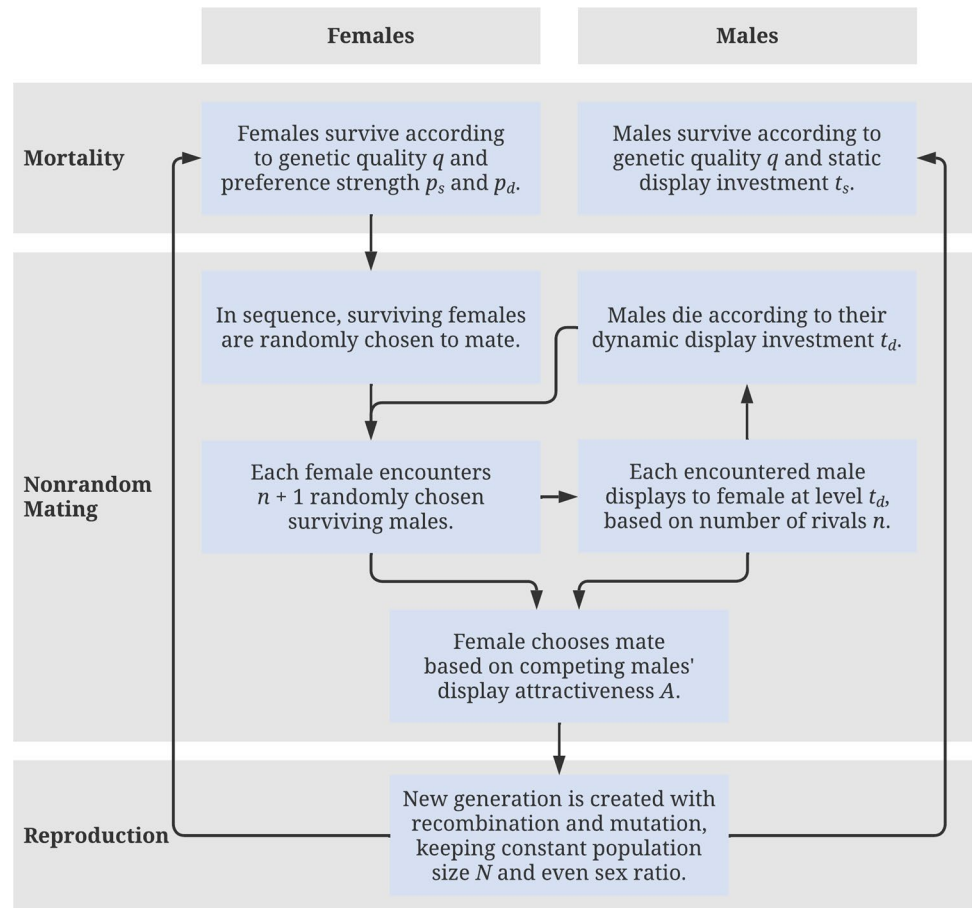 Females
Males
Mortality
Females survive according
to genetic quality q and
preference strength ps and pd.
Males survive according to
genetic quality q and static
display investment ts.
In sequence, surviving females
are randomly chosen to mate.
Males die according to their
dynamic display investment td.
Nonrandom
Mating
Each female encounters
n + 1 randomly chosen
surviving males.
Each encountered male
displays to female at level td,
based on number of rivals n.
Female chooses mate
based on competing males'
display attractiveness A.
Reproduction
New generation is created with
recombination and mutation,
keeping constant population
size N and even sex ratio.